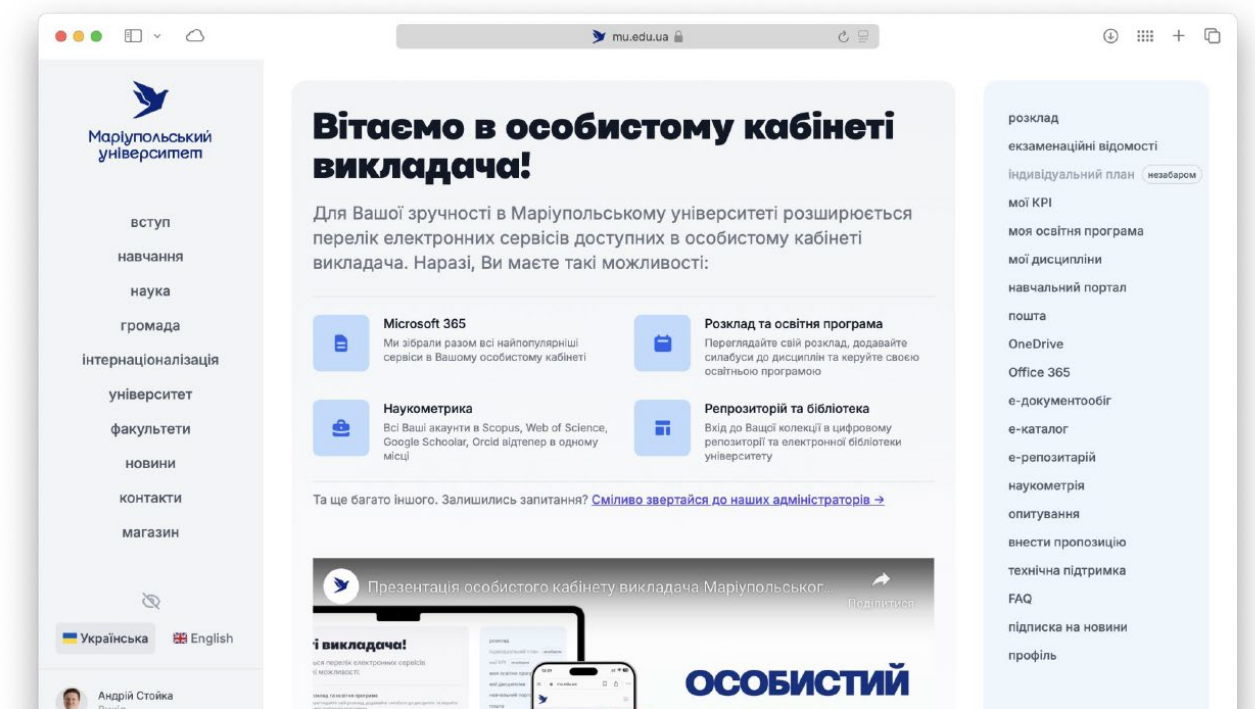 mu.edu.ua
Маріупольський
університет
вступ
навчання
наука
громада
інтернаціоналізація
університет
факультети
новини
контакти
магазин
Українська
English
Андрій Стойка
Вітаємо в особистому кабінеті
викладача!
Для Вашої зручності в Маріупольському університеті розширюється
перелік електронних сервісів доступних в особистому кабінеті
викладача. Наразі, Ви маєте такі можливості:
Microsoft 365
Ми зібрали разом всі найпопулярніші
сервіси в Вашому особистому кабінеті
Розклад та освітня програма
Переглядайте свій розклад, додавайте
силабуси до дисциплін та керуйте своєю
освітньою програмою
Наукометрика
Всі Ваші акаунти в Scopus, Web of Science,
Google Schoolar, Orcid відтепер в одному
місці
Репрозиторій та бібліотека
Вхід до Ващої колекції в цифровому
репозиторії та електронної бібліотеки
університету
Та ще багато іншого. Залишились запитання? Сміливо звертайся до наших адміністраторів →
Презентація особистого кабінету викладача Маріупольськог...
Поділитися
і викладача!
ОСОБИСТИЙ
розклад
екзаменаційні відомості
індивідуальний план незабаром
мої KPI
моя освітня програма
мої дисципліни
навчальний портал
пошта
OneDrive
Office 365
е-документообіг
е-каталог
е-репозитарій
наукометрія
опитування
внести пропозицію
технічна підтримка
FAQ
підписка на новини
профіль